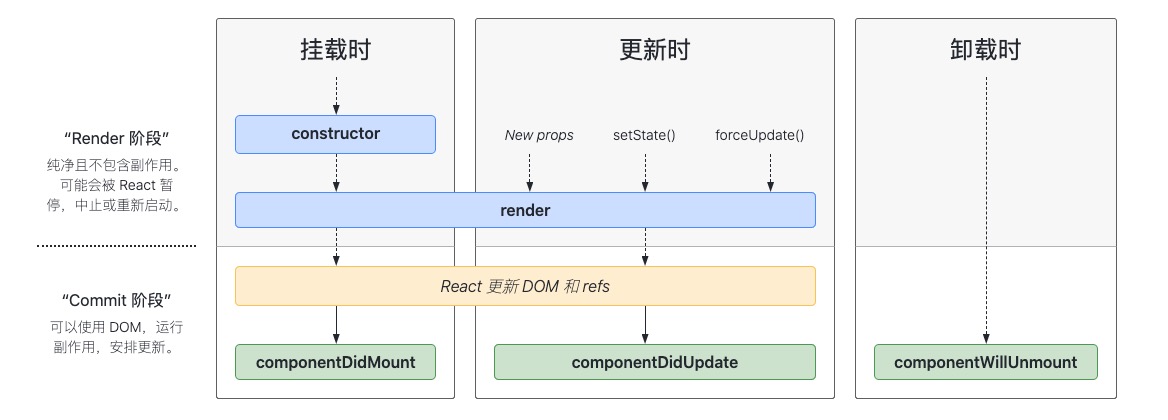 挂载时
更新时
卸载时
“Render 阶段”
纯净且不包含副作用。
可能会被 React 暂
停，中止或重新启动。
constructor
New props
setState()
forceUpdate()
render
“Commit 阶段”
可以使用 DOM，运行
副作用，安排更新。
React 更新 DOM 和 refs
componentDidMount
componentDidUpdate
componentWillUnmount